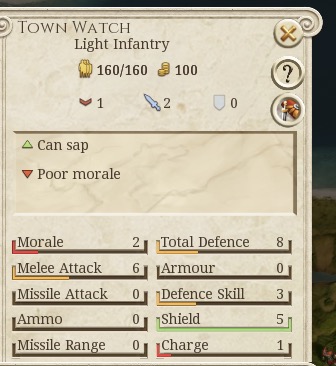 Town Watch
Light Infantry
160/160 100
1 2 0
?
Can sap
Poor morale
Morale 2 Total Defence 8
Melee Attack 6 Armour 0
Missile Attack 0 Defence Skill 3
Ammo 0 Shield 5
Missile Range 0 Charge 1